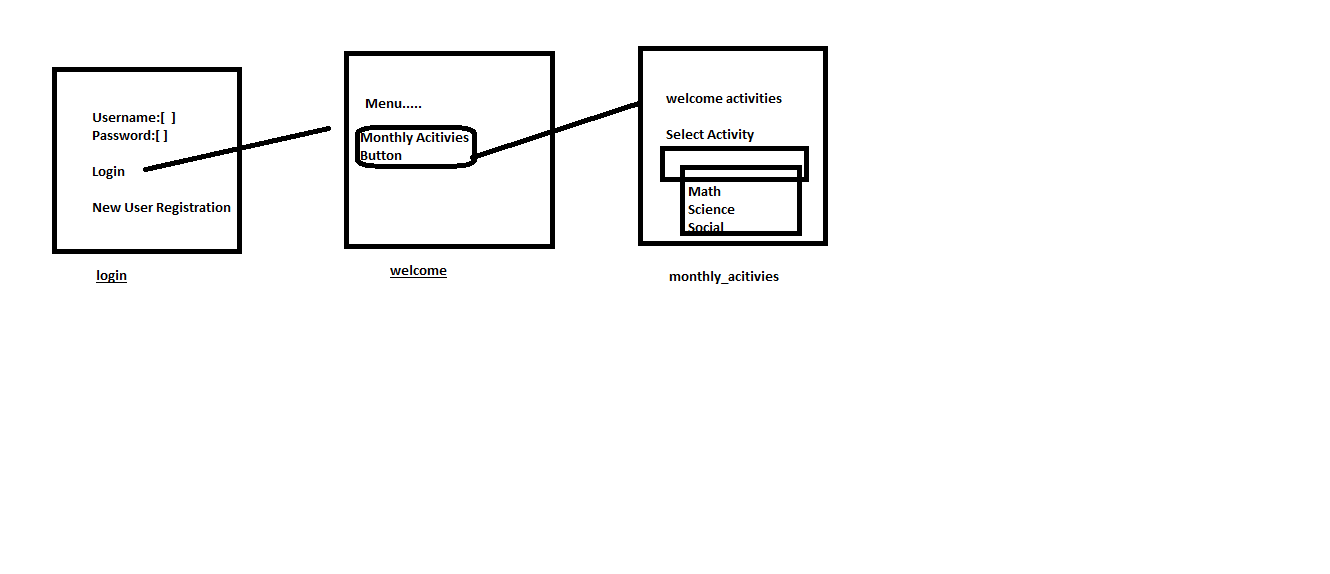 Username:[ ]
Password:[ ]
Login
New User Registration
login
Menu.....
Monthly Acitivies
Button
welcome
welcome activities
Select Activity
Math
Science
Social
monthly_acitivies